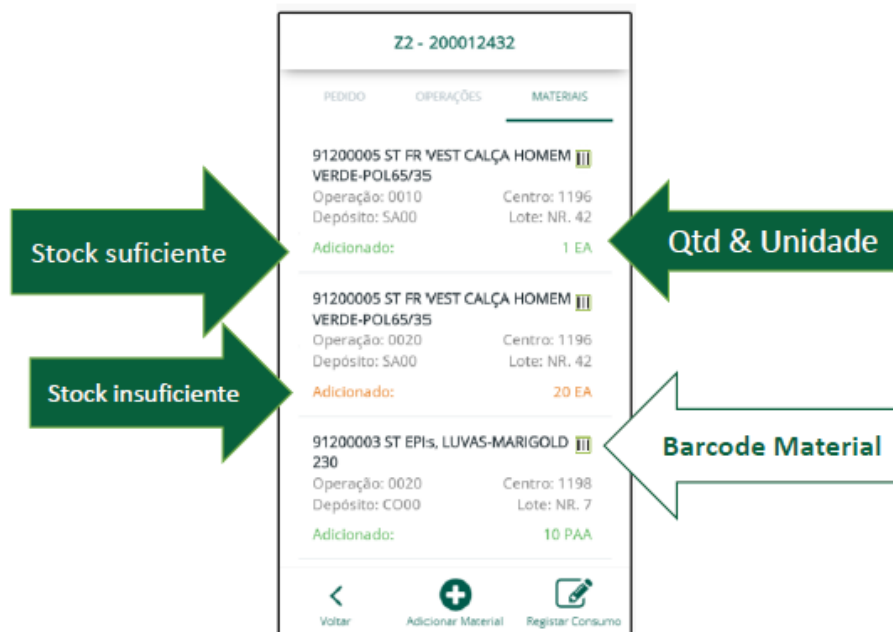 Z2 - 200012432
PEDIDO OPERAÇÕES MATERIAIS
91200005 ST FR VEST CALÇA HOMEM
VERDE-POL65/35
Operação: 0010 Centro: 1196
Depósito: SA00 Lote: NR. 42
Adicionado: 1 EA
Stock suficiente
Qtd & Unidade
91200005 ST FR VEST CALÇA HOMEM
VERDE-POL65/35
Operação: 0020 Centro: 1196
Depósito: SA00 Lote: NR. 42
Adicionado: 20 EA
Stock insuficiente
91200003 ST EPI:s, LUVAS-MARIGOLD
230
Operação: 0020 Centro: 1198
Depósito: CO00 Lote: NR. 7
Adicionado: 10 PAA
Barcode Material
Voltar Adicionar Material Registar Consumo